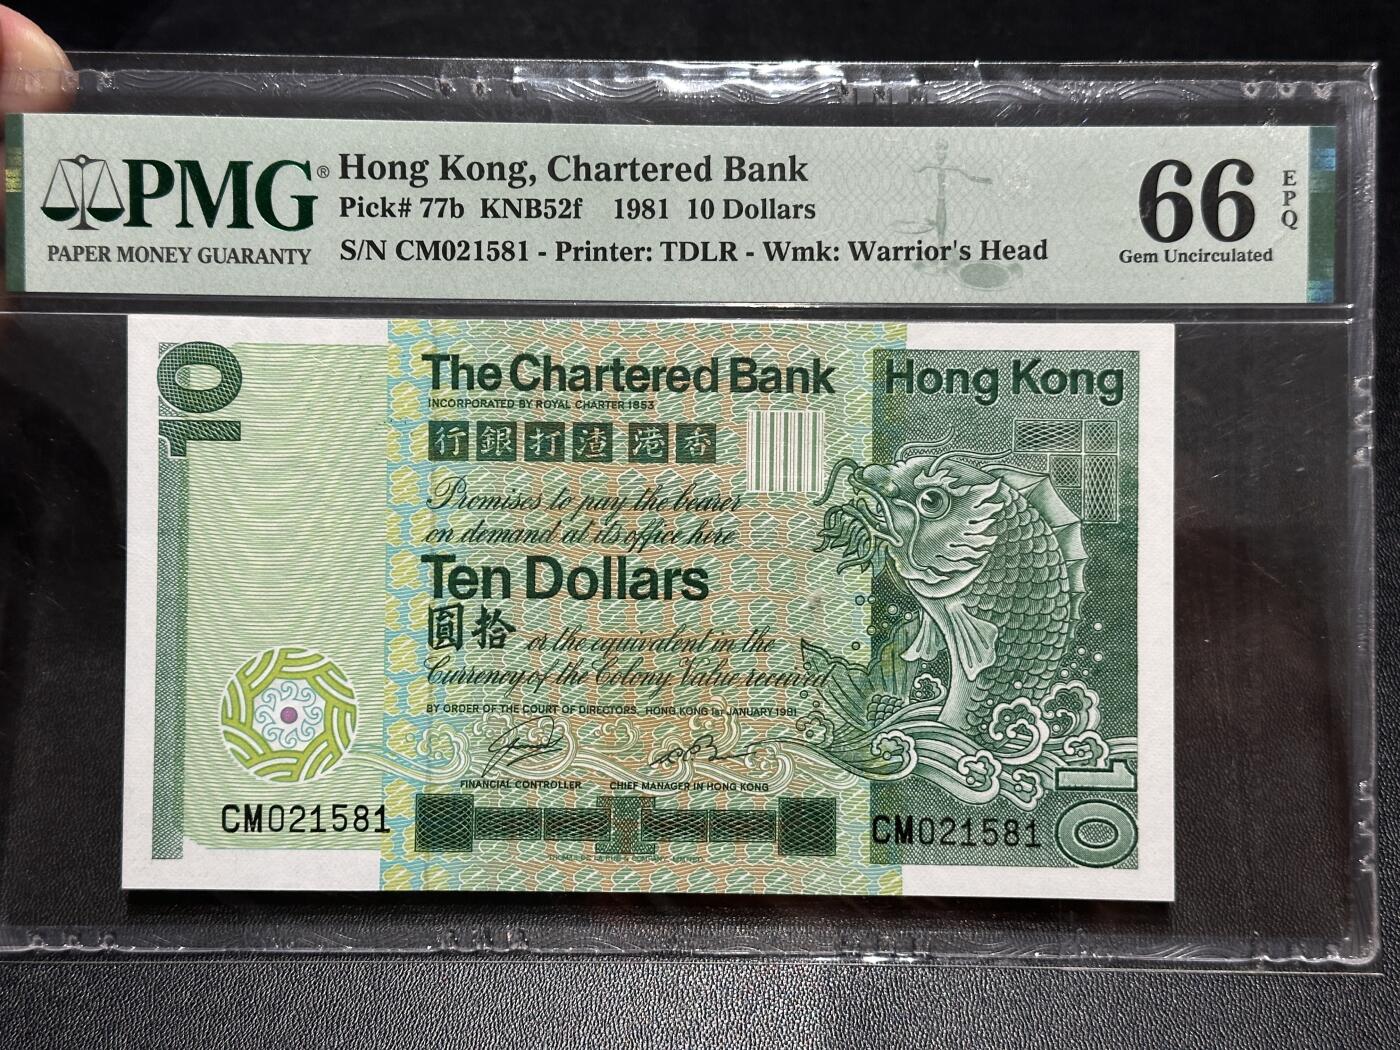 PMG®
PAPER MONEY GUARANTY
Hong Kong, Chartered Bank
Pick# 77b KNB52f 1981 10 Dollars
S/N CM021581 - Printer: TDLR - Wmk: Warrior's Head
66
EPQ
Gem Uncirculated
10
The Chartered Bank
Hong Kong
INCORPORATED BY ROYAL CHARTER 1853
行銀打渣 港香
Promises to pay the bearer
on demand at its office here
Ten Dollars
圓拾 or the equivalent in the
Currency of the Colony Value received
BY ORDER OF THE COURT OF DIRECTORS. HONG KONG 1ST JANUARY 1981
FINANCIAL CONTROLLER
CHIEF MANAGER IN HONG KONG
CM021581
CM021581
10